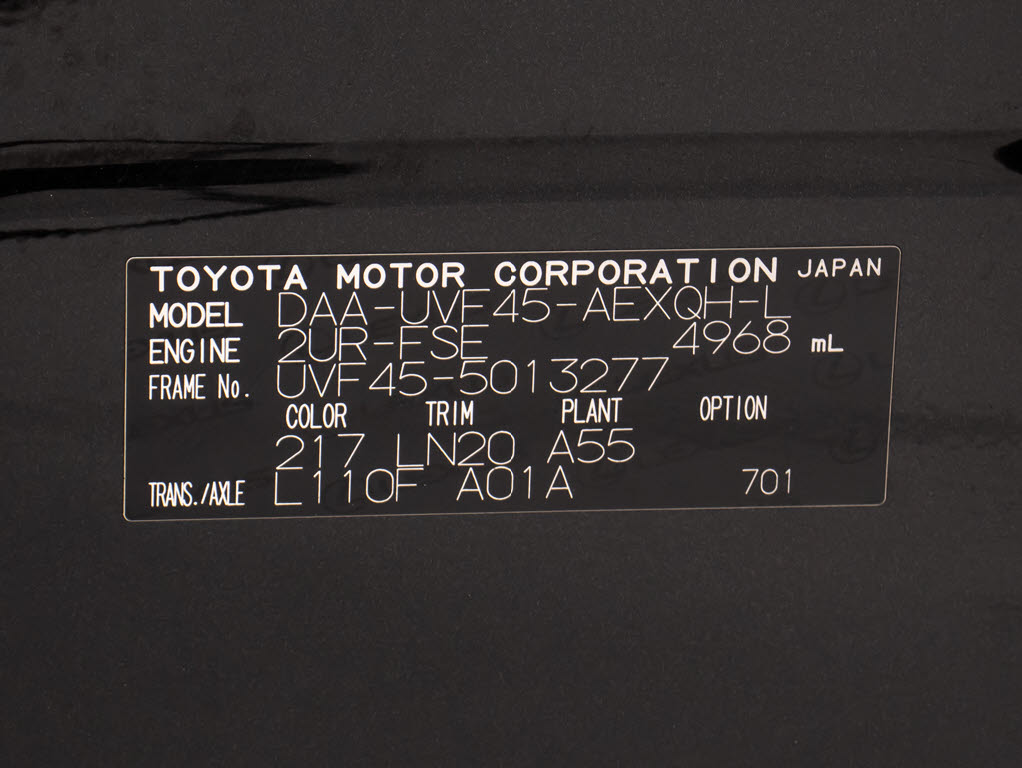 TOYOTA MOTOR CORPORATION JAPAN
MODEL DAA-UVF45-AEXQH-L
ENGINE 2UR-FSE 4968 mL
FRAME No. UVF45-5013277
COLOR TRIM PLANT OPTION
217 LN20 A55
TRANS./AXLE L110F A01A 701